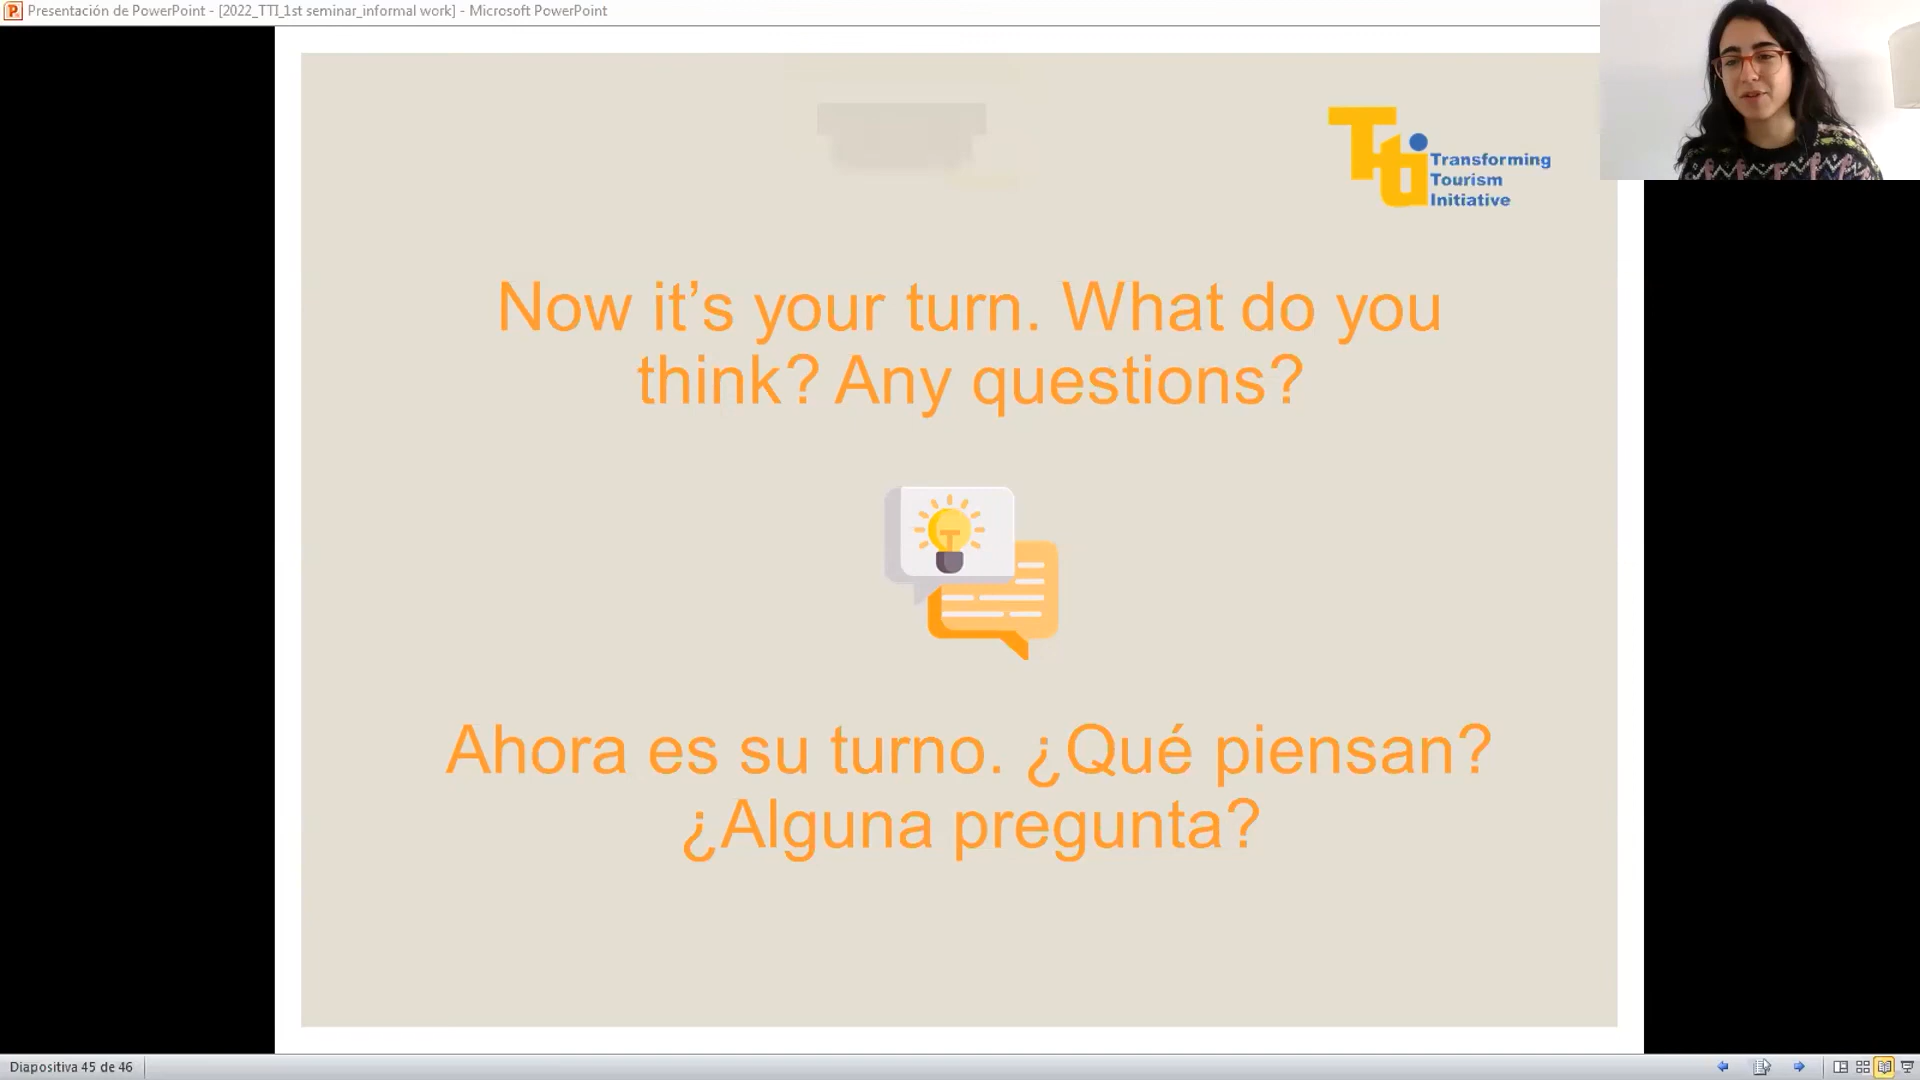 Presentación de PowerPoint - [2022_TTI_1st seminar_informal work] - Microsoft PowerPoint
Tti Transforming
Tourism
Initiative
Now it’s your turn. What do you
think? Any questions?
Ahora es su turno. ¿Qué piensan?
¿Alguna pregunta?
Diapositiva 45 de 46